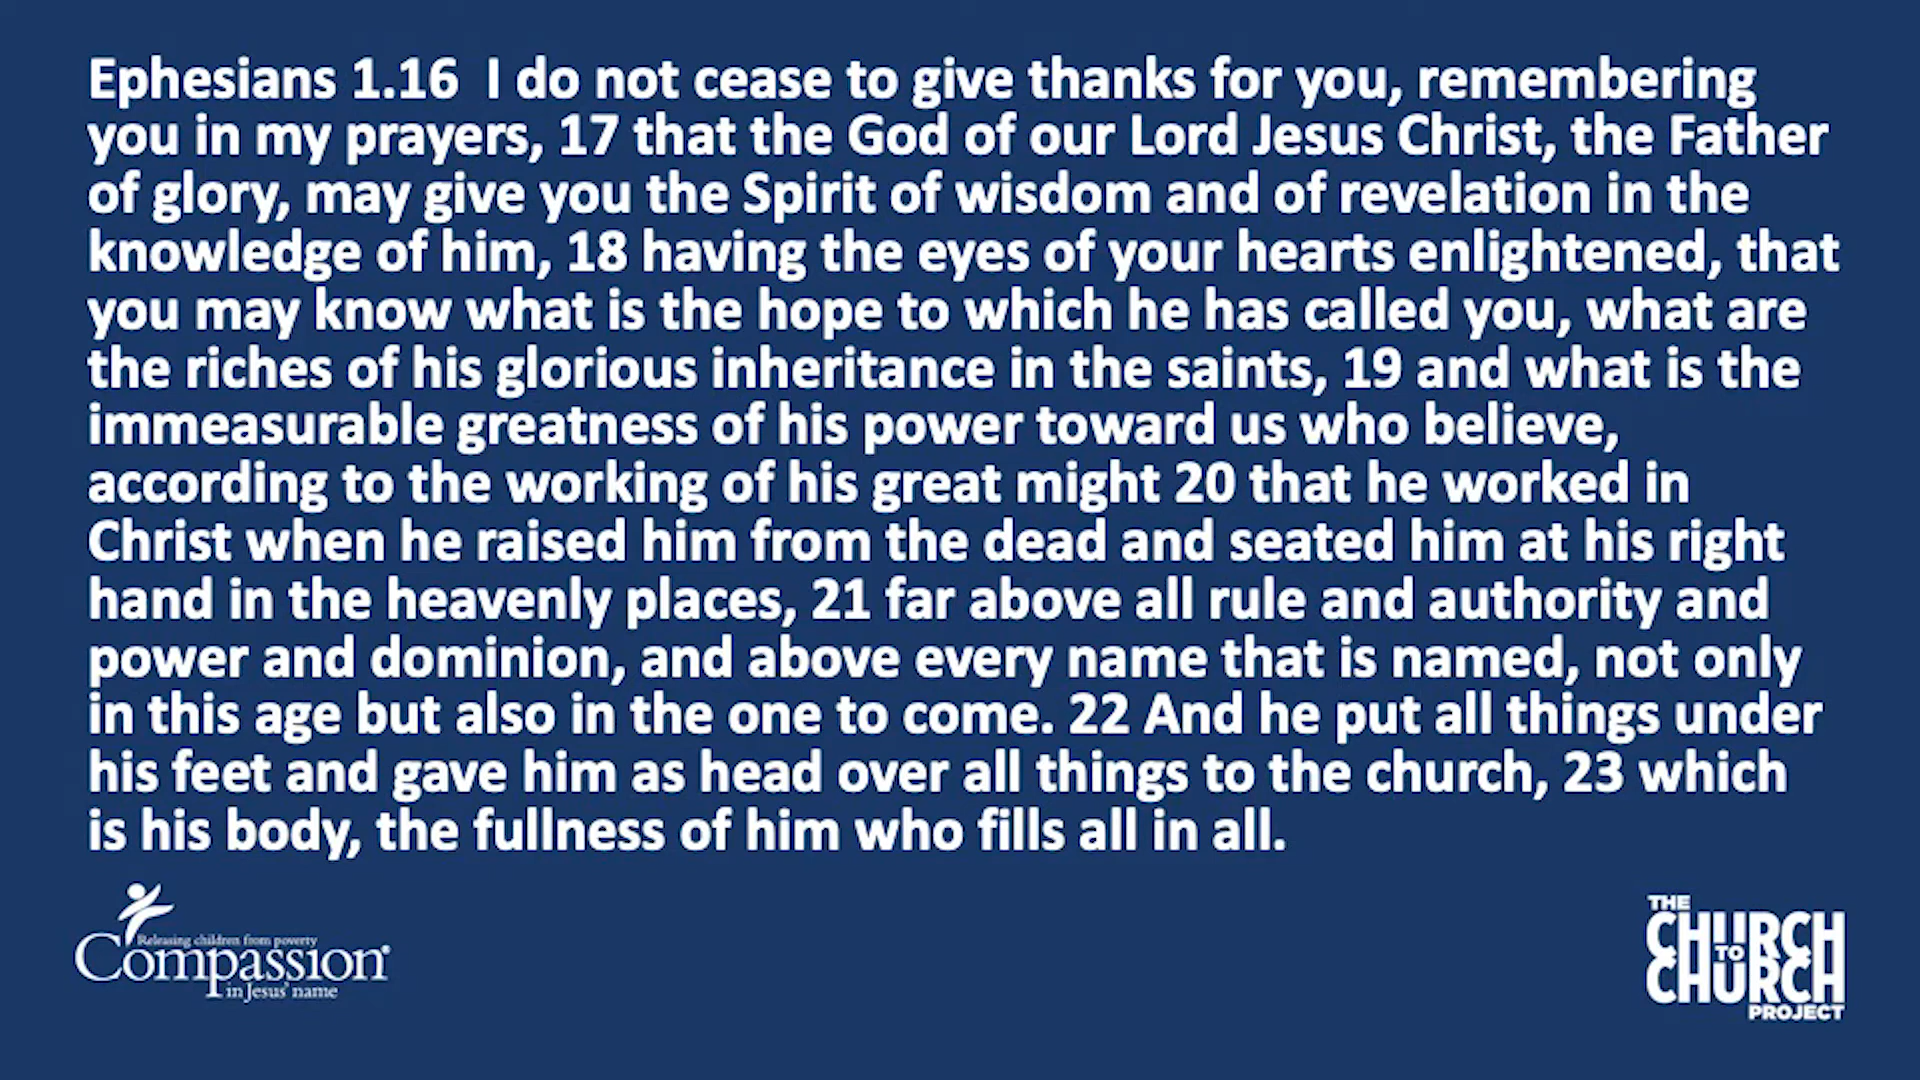 Ephesians 1.16  I do not cease to give thanks for you, remembering
you in my prayers, 17 that the God of our Lord Jesus Christ, the Father
of glory, may give you the Spirit of wisdom and of revelation in the
knowledge of him, 18 having the eyes of your hearts enlightened, that
you may know what is the hope to which he has called you, what are
the riches of his glorious inheritance in the saints, 19 and what is the
immeasurable greatness of his power toward us who believe,
according to the working of his great might 20 that he worked in
Christ when he raised him from the dead and seated him at his right
hand in the heavenly places, 21 far above all rule and authority and
power and dominion, and above every name that is named, not only
in this age but also in the one to come. 22 And he put all things under
his feet and gave him as head over all things to the church, 23 which
is his body, the fullness of him who fills all in all.
Releasing children from poverty
Compassion®
in Jesus' name
THE
CHURCH
TO
CHURCH
PROJECT